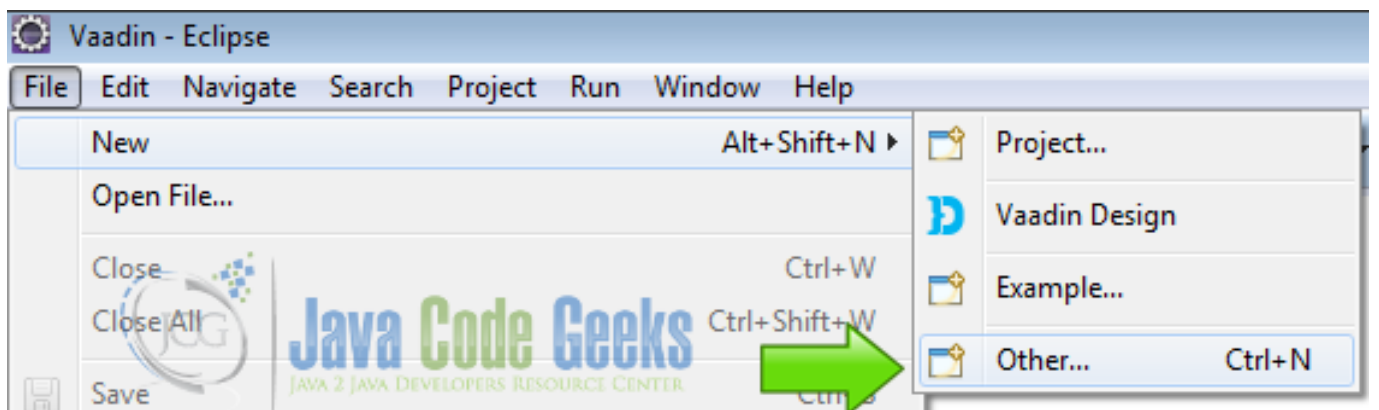 Vaadin - Eclipse
File Edit Navigate Search Project Run Window Help
New Alt+Shift+N
Project...
Open File...
Vaadin Design
Close Ctrl+W
Example...
Close All Ctrl+Shift+W
JCG
Java Code Geeks
JAVA 2 JAVA DEVELOPERS RESOURCE CENTER
Other... Ctrl+N
Save